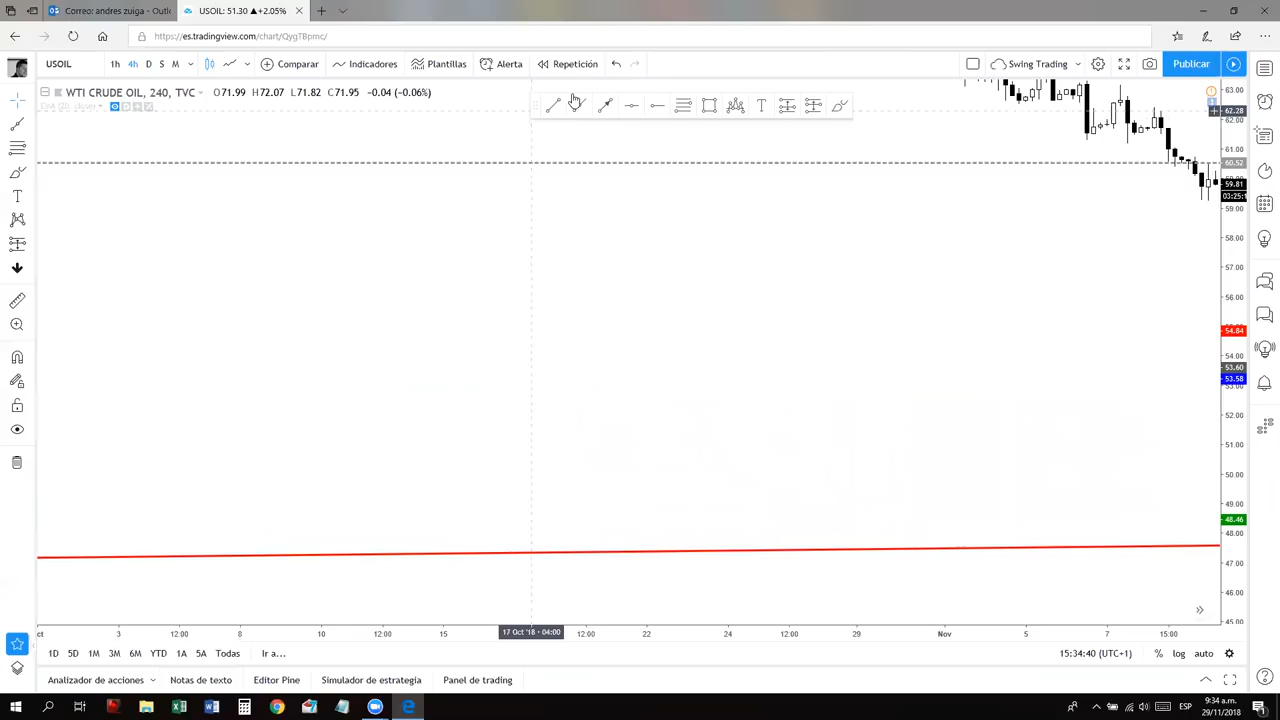 Correo: andres zuiga - Outl
USOIL: 51.30 ▲+2.05%
https://es.tradingview.com/chart/QygTBpmc/
USOIL
1h 4h D S M
Comparar
Indicadores
Plantillas
Alerta
Repetición
Swing Trading
Publicar
WTI CRUDE OIL, 240, TVC
O71.99 H72.07 L71.82 C71.95 -0.04 (-0.06%)
63.00
62.28
62.00
61.00
60.52
59.81
03:25:1
59.00
58.00
57.00
56.00
54.84
54.00
53.60
53.58
53.00
52.00
51.00
50.00
49.00
48.46
48.00
47.00
46.00
45.00
ct 3 12:00 8 10 12:00 15 17 Oct '18 - 04:00 12:00 22 24 12:00 29 Nov 5 7 15:00
1D 5D 1M 3M 6M YTD 1A 5A Todas Ir a...
15:34:40 (UTC+1) % log auto
Analizador de acciones
Notas de texto
Editor Pine
Simulador de estrategia
Panel de trading
ESP
9:34 a.m.
29/11/2018